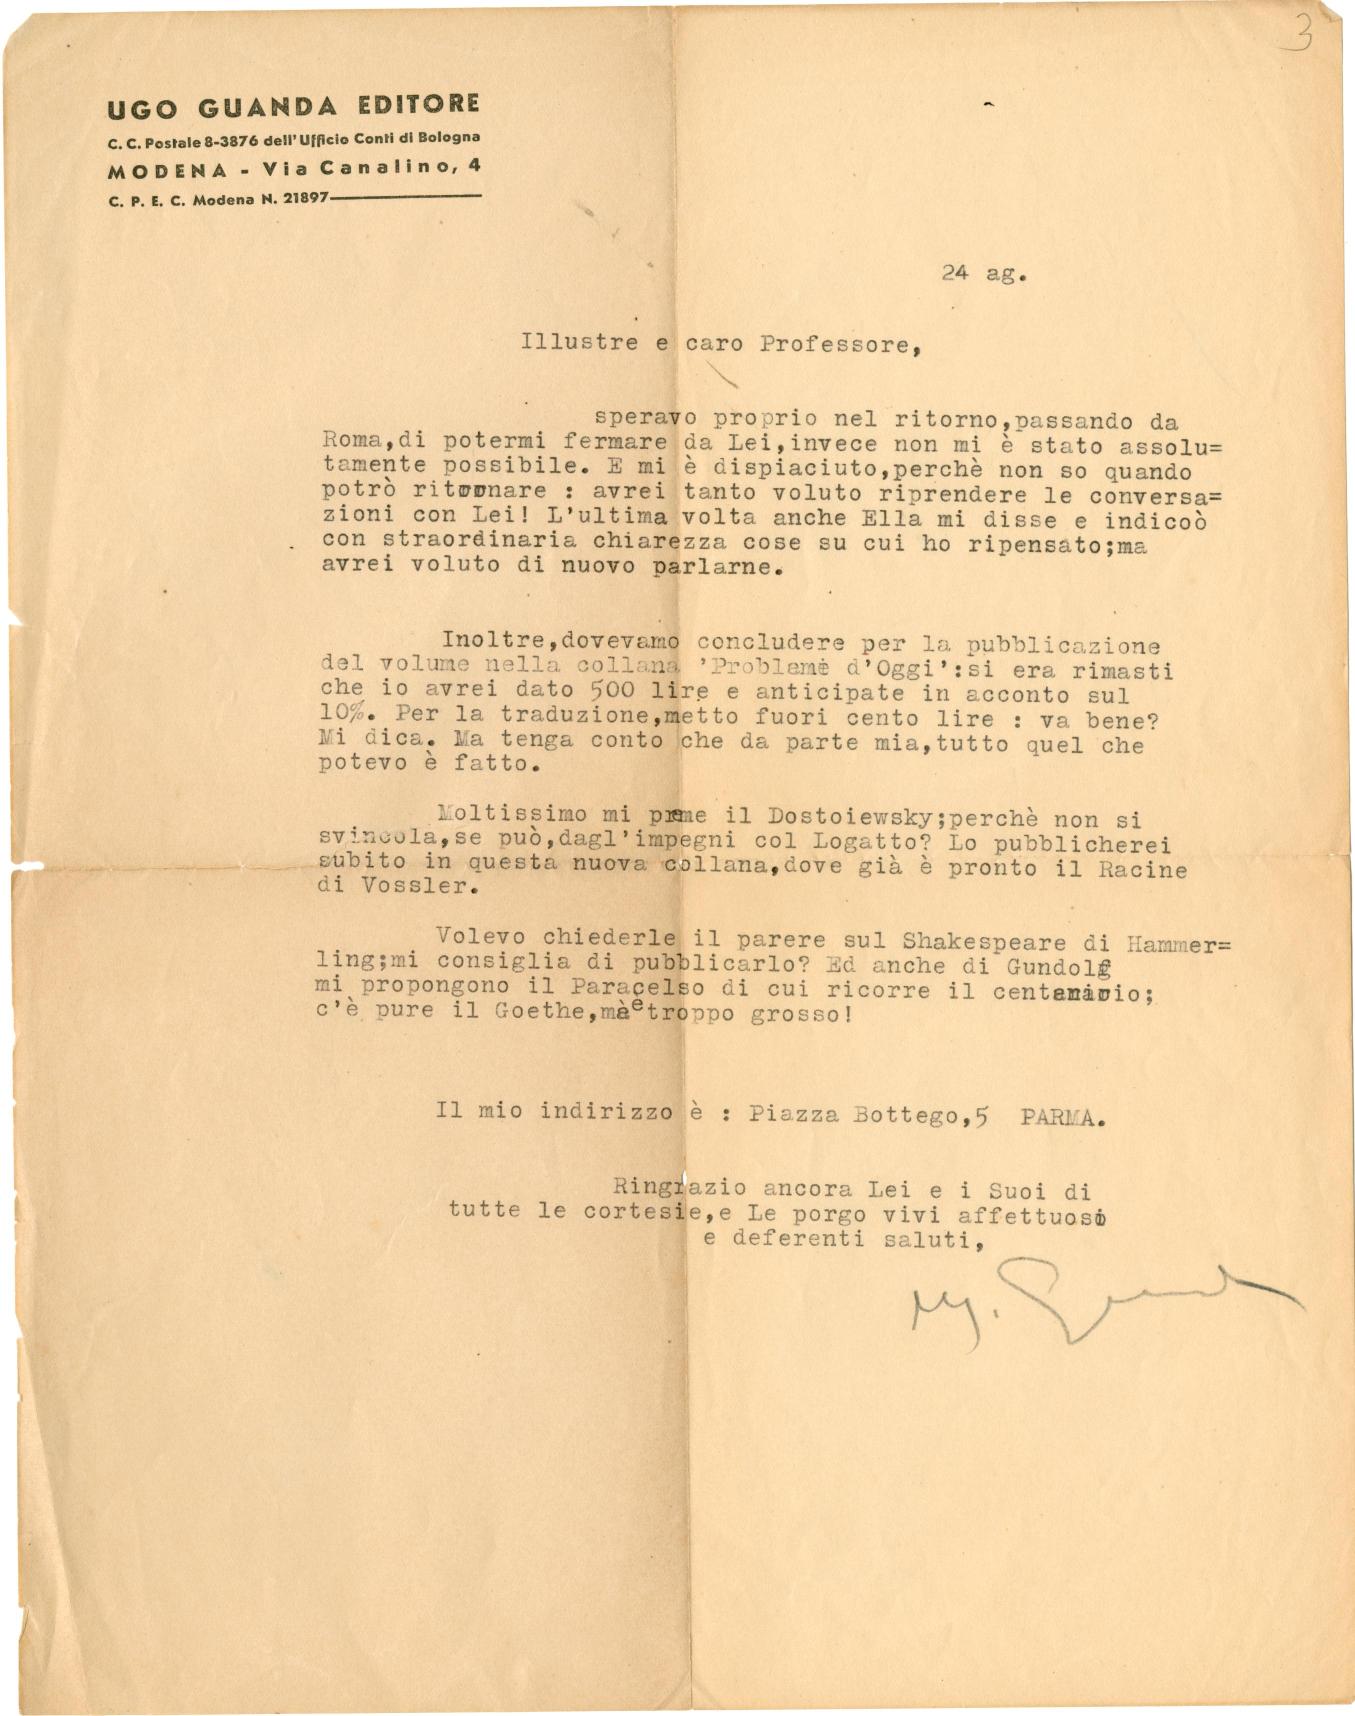 3
UGO GUANDA EDITORE
C. C. Postale 8-3876 dell' Ufficio Conti di Bologna
MODENA - Via Canalino, 4
C. P. E. C. Modena N. 21897
24 ag.
Illustre e caro Professore,
speravo proprio nel ritorno,passando da
Roma,di potermi fermare da Lei,invece non mi è stato assolu=
tamente possibile. E mi è dispiaciuto,perchè non so quando
potrò ritornare : avrei tanto voluto riprendere le conversa=
zioni con Lei! L'ultima volta anche Ella mi disse e indicoò
con straordinaria chiarezza cose su cui ho ripensato;ma
avrei voluto di nuovo parlarne.
Inoltre,dovevamo concludere per la pubblicazione
del volume nella collana 'Problemi d'Oggi':si era rimasti
che io avrei dato 500 lire e anticipate in acconto sul
10%. Per la traduzione,metto fuori cento lire : va bene?
Mi dica. Ma tenga conto che da parte mia,tutto quel che
potevo è fatto.
Moltissimo mi preme il Dostoiewsky;perchè non si
svincola,se può,dagl'impegni col Logatto? Lo pubblicherei
subito in questa nuova collana,dove già è pronto il Racine
di Vossler.
Volevo chiederle il parere sul Shakespeare di Hammer=
ling;mi consiglia di pubblicarlo? Ed anche di Gundolf
mi propongono il Paracelso di cui ricorre il centenario;
c'è pure il Goethe,mà e troppo grosso!
Il mio indirizzo è : Piazza Bottego,5 PARMA.
Ringrazio ancora Lei e i Suoi di
tutte le cortesie,e Le porgo vivi affettuosi
e deferenti saluti,